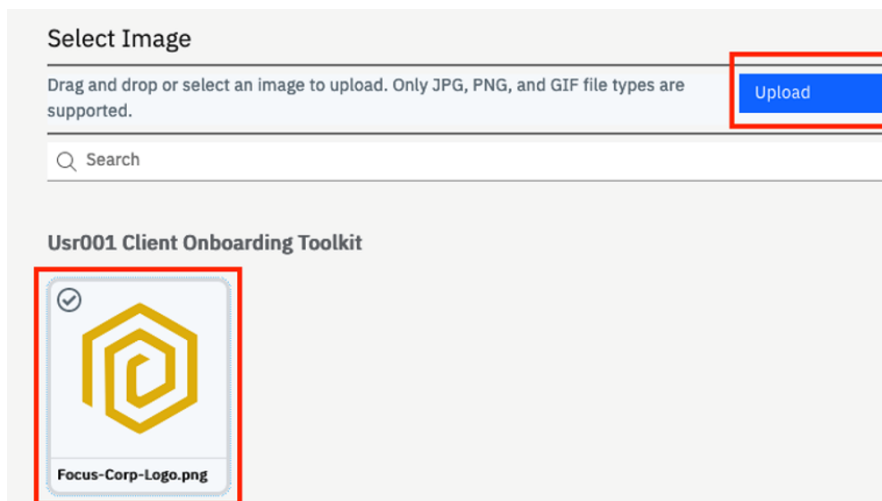 Select Image
Drag and drop or select an image to upload. Only JPG, PNG, and GIF file types are
supported.
Upload
Search
Usr001 Client Onboarding Toolkit
Focus-Corp-Logo.png